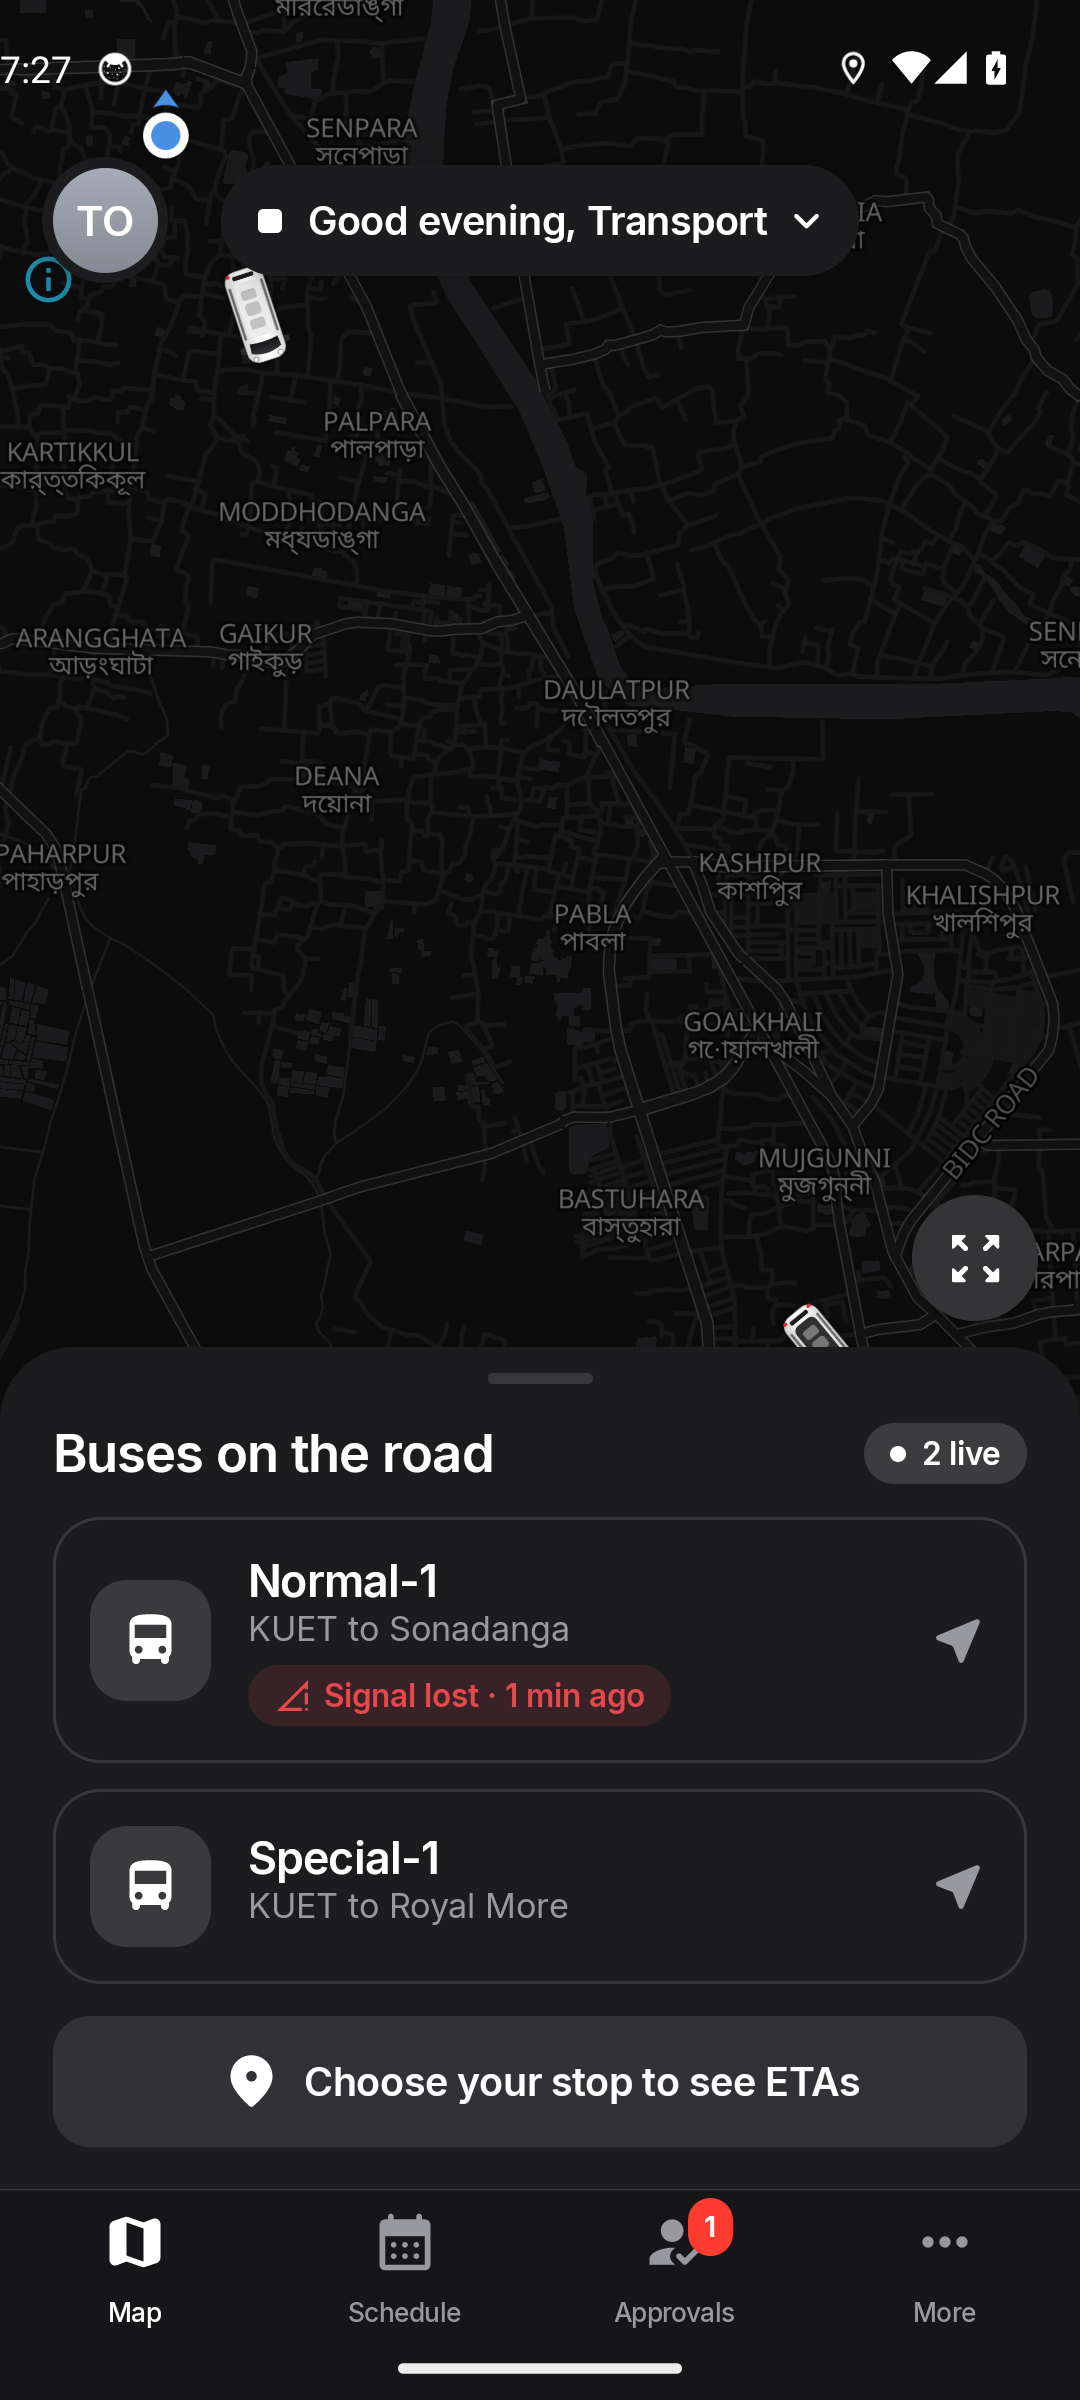 মীরেরডাঙ্গা
7:27
SENPARA
সেনপাড়া
TO
Good evening, Transport
PALPARA
পালপাড়া
KARTIKKUL
কার্ত্তিককূল
MODDHODANGA
মধ্যডাঙ্গা
ARANGGHATA
আড়ংঘাটা
GAIKUR
গাইকুড়
DAULATPUR
দৌলতপুর
DEANA
দেয়ানা
PAHARPUR
পাহাড়পুর
KASHIPUR
কাশিপুর
KHALISHPUR
খালিশপুর
PABLA
পাবলা
GOALKHALI
গোয়ালখালী
BIDC ROAD
MUJGUNNI
মুজগুন্নী
BASTUHARA
বাস্তুহারা
Buses on the road
2 live
Normal-1
KUET to Sonadanga
Signal lost · 1 min ago
Special-1
KUET to Royal More
Choose your stop to see ETAs
1
Map
Schedule
Approvals
More